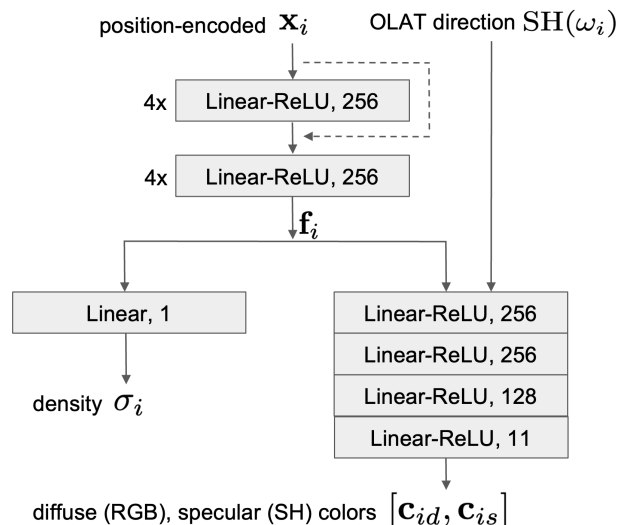 position-encoded x_i
OLAT direction SH(ω_i)
4x Linear-ReLU, 256
4x Linear-ReLU, 256
f_i
Linear, 1
Linear-ReLU, 256
Linear-ReLU, 256
Linear-ReLU, 128
Linear-ReLU, 11
density σ_i
diffuse (RGB), specular (SH) colors [c_id, c_is]